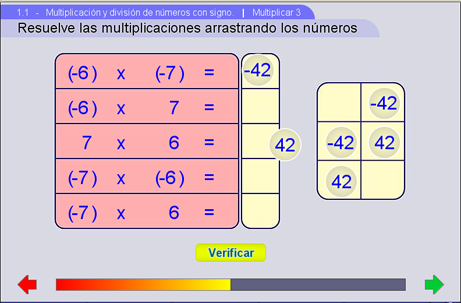 1.1 - Multiplicación y división de números con signo. | Multiplicar 3
Resuelve las multiplicaciones arrastrando los números
(-6) x (-7) = -42
(-6) x 7 =
7 x 6 = 42
(-7) x (-6) =
(-7) x 6 =
-42
-42 42
42
Verificar